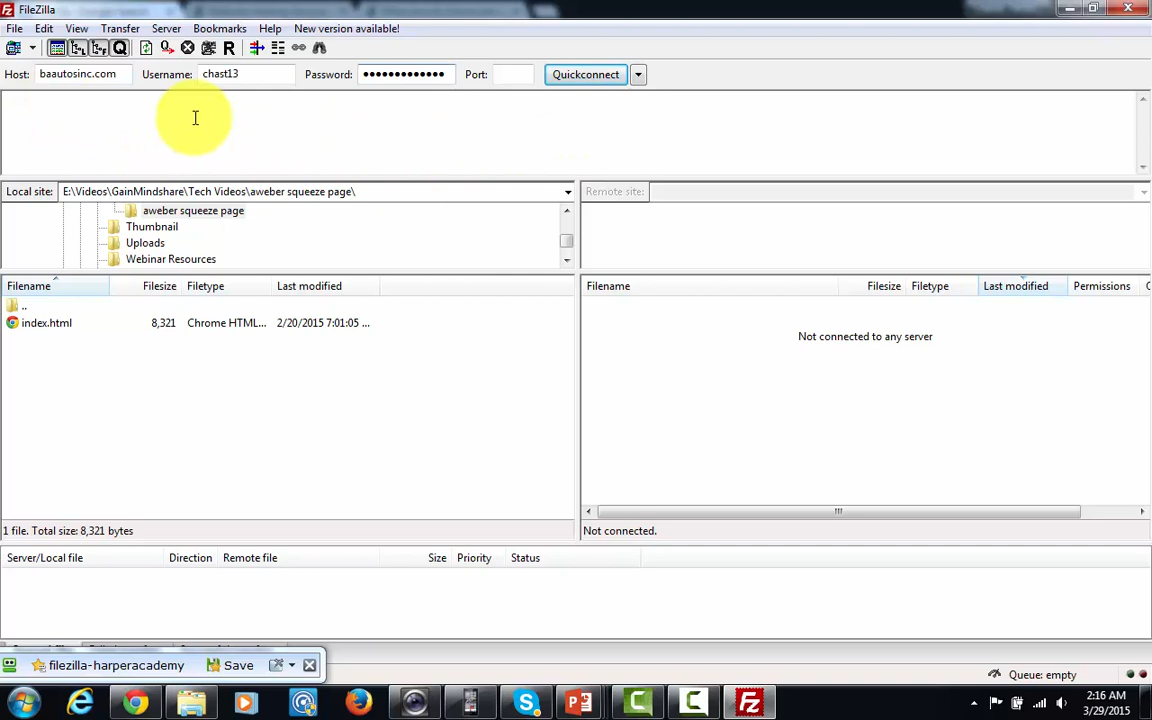 FileZilla
File Edit View Transfer Server Bookmarks Help New version available!
Host: baautosinc.com Username: chast13 Password: ●●●●●●●●●●●●● Port: Quickconnect
Local site: E:\Videos\GainMindshare\Tech Videos\aweber squeeze page\ Remote site:
aweber squeeze page
Thumbnail
Uploads
Webinar Resources
Filename Filesize Filetype Last modified Filename Filesize Filetype Last modified Permissions
..
index.html 8,321 Chrome HTML... 2/20/2015 7:01:05 ...
Not connected to any server
1 file. Total size: 8,321 bytes Not connected.
Server/Local file Direction Remote file Size Priority Status
filezilla-harperacademy Save
Queue: empty
2:16 AM
3/29/2015